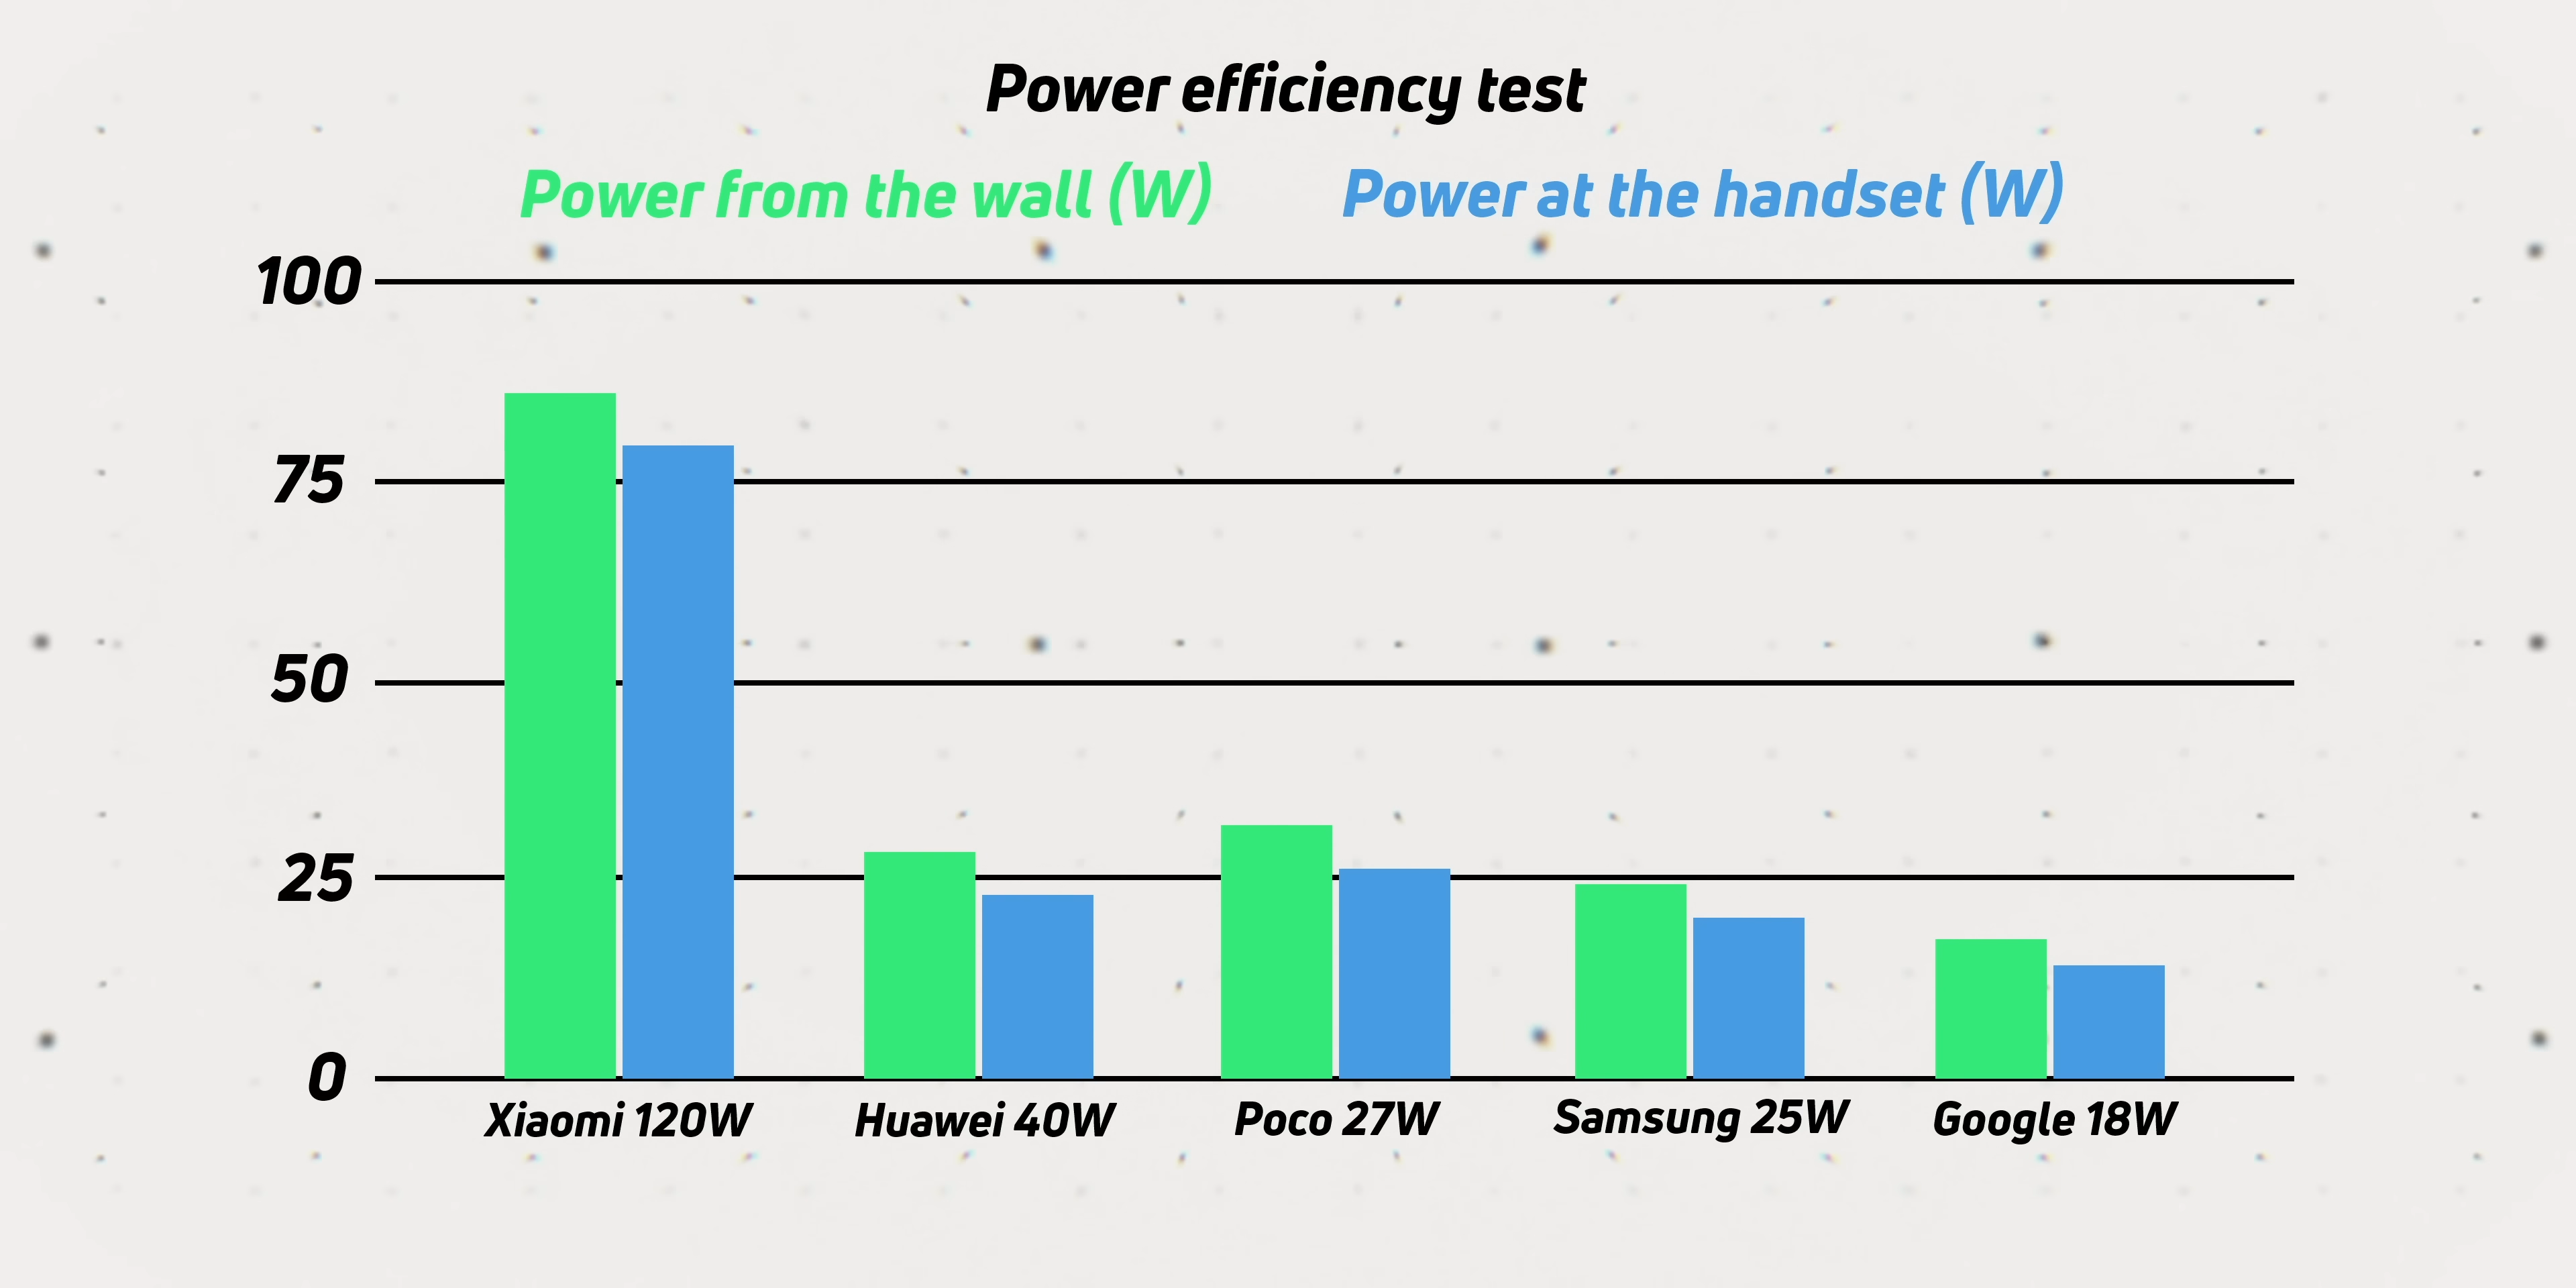 Power efficiency test
Power from the wall (W) Power at the handset (W)
100
75
50
25
0
Xiaomi 120W Huawei 40W Poco 27W Samsung 25W Google 18W